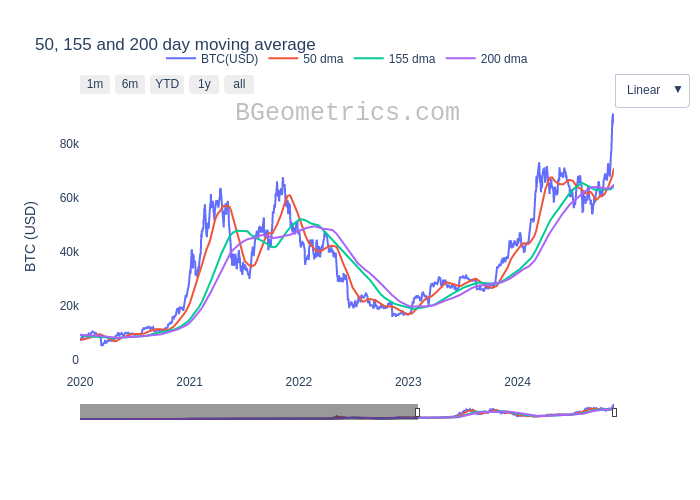 50, 155 and 200 day moving average
BTC(USD) 50 dma 155 dma 200 dma
1m 6m YTD 1y all
Linear ▼
BGeometrics.com
80k
60k
40k
20k
0
BTC (USD)
2020 2021 2022 2023 2024